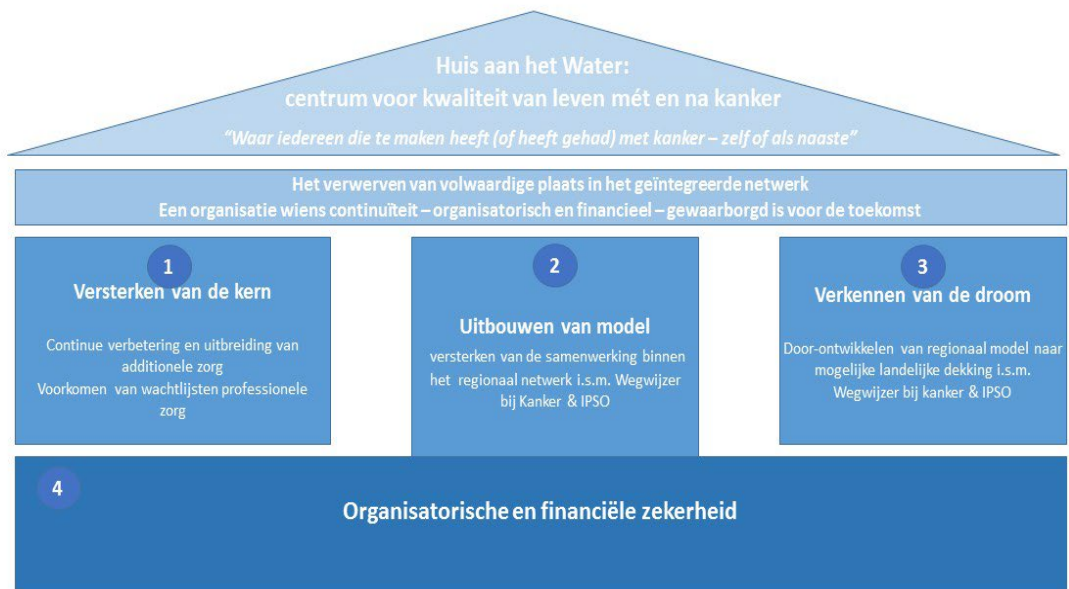 Huis aan het Water:
centrum voor kwaliteit van leven mét en na kanker
“Waar iedereen die te maken heeft (of heeft gehad) met kanker – zelf of als naaste”
Het verwerven van volwaardige plaats in het geïntegreerde netwerk
Een organisatie wiens continuïteit – organisatorisch en financieel – gewaarborgd is voor de toekomst
1
Versterken van de kern
Continue verbetering en uitbreiding van
additionele zorg
Voorkomen van wachtlijsten professionele
zorg
2
Uitbouwen van model
versterken van de samenwerking binnen
het regionaal netwerk i.s.m. Wegwijzer
bij Kanker & IPSO
3
Verkennen van de droom
Door-ontwikkelen van regionaal model naar
mogelijke landelijke dekking i.s.m.
Wegwijzer bij kanker & IPSO
4
Organisatorische en financiële zekerheid